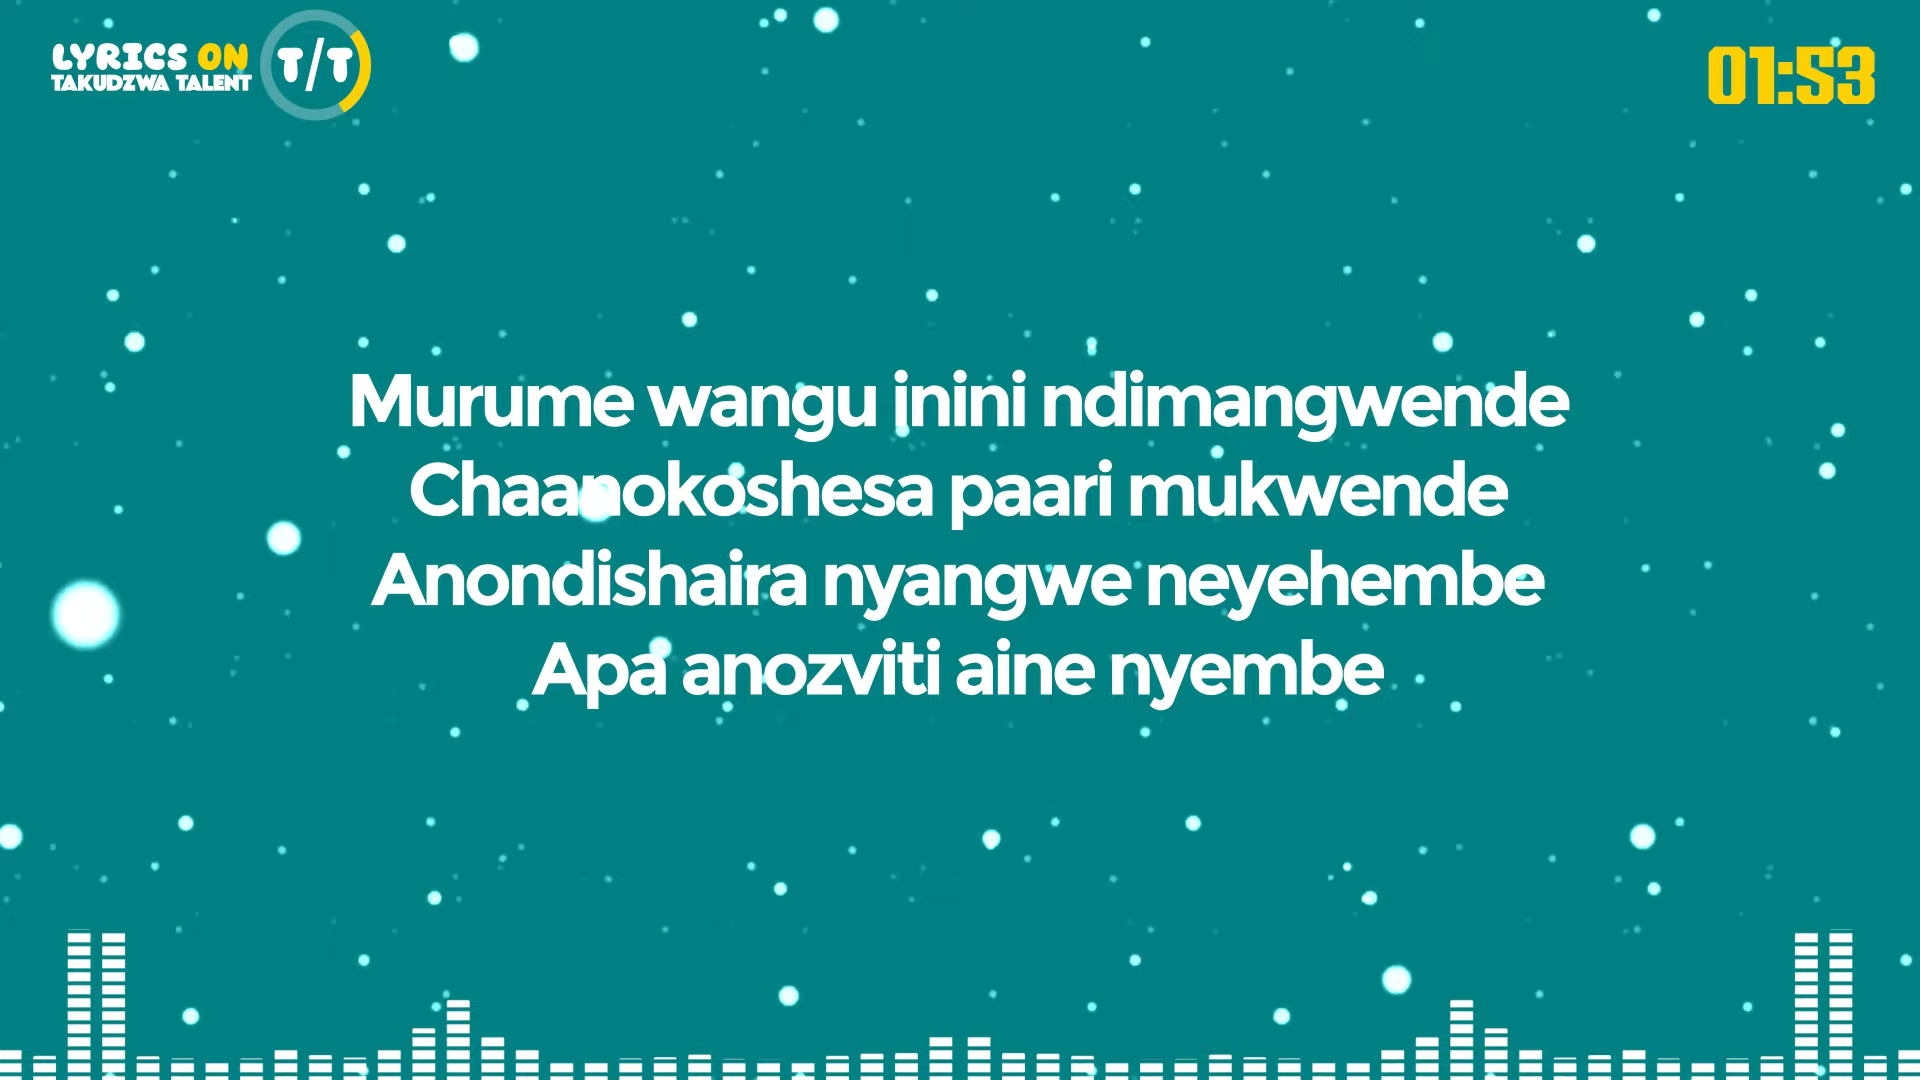 LYRICS ON
TAKUDZWA TALENT
T/T
01:53
Murume wangu inini ndimangwende
Chaanokoshesa paari mukwende
Anondishaira nyangwe neyehembe
Apa anozviti aine nyembe